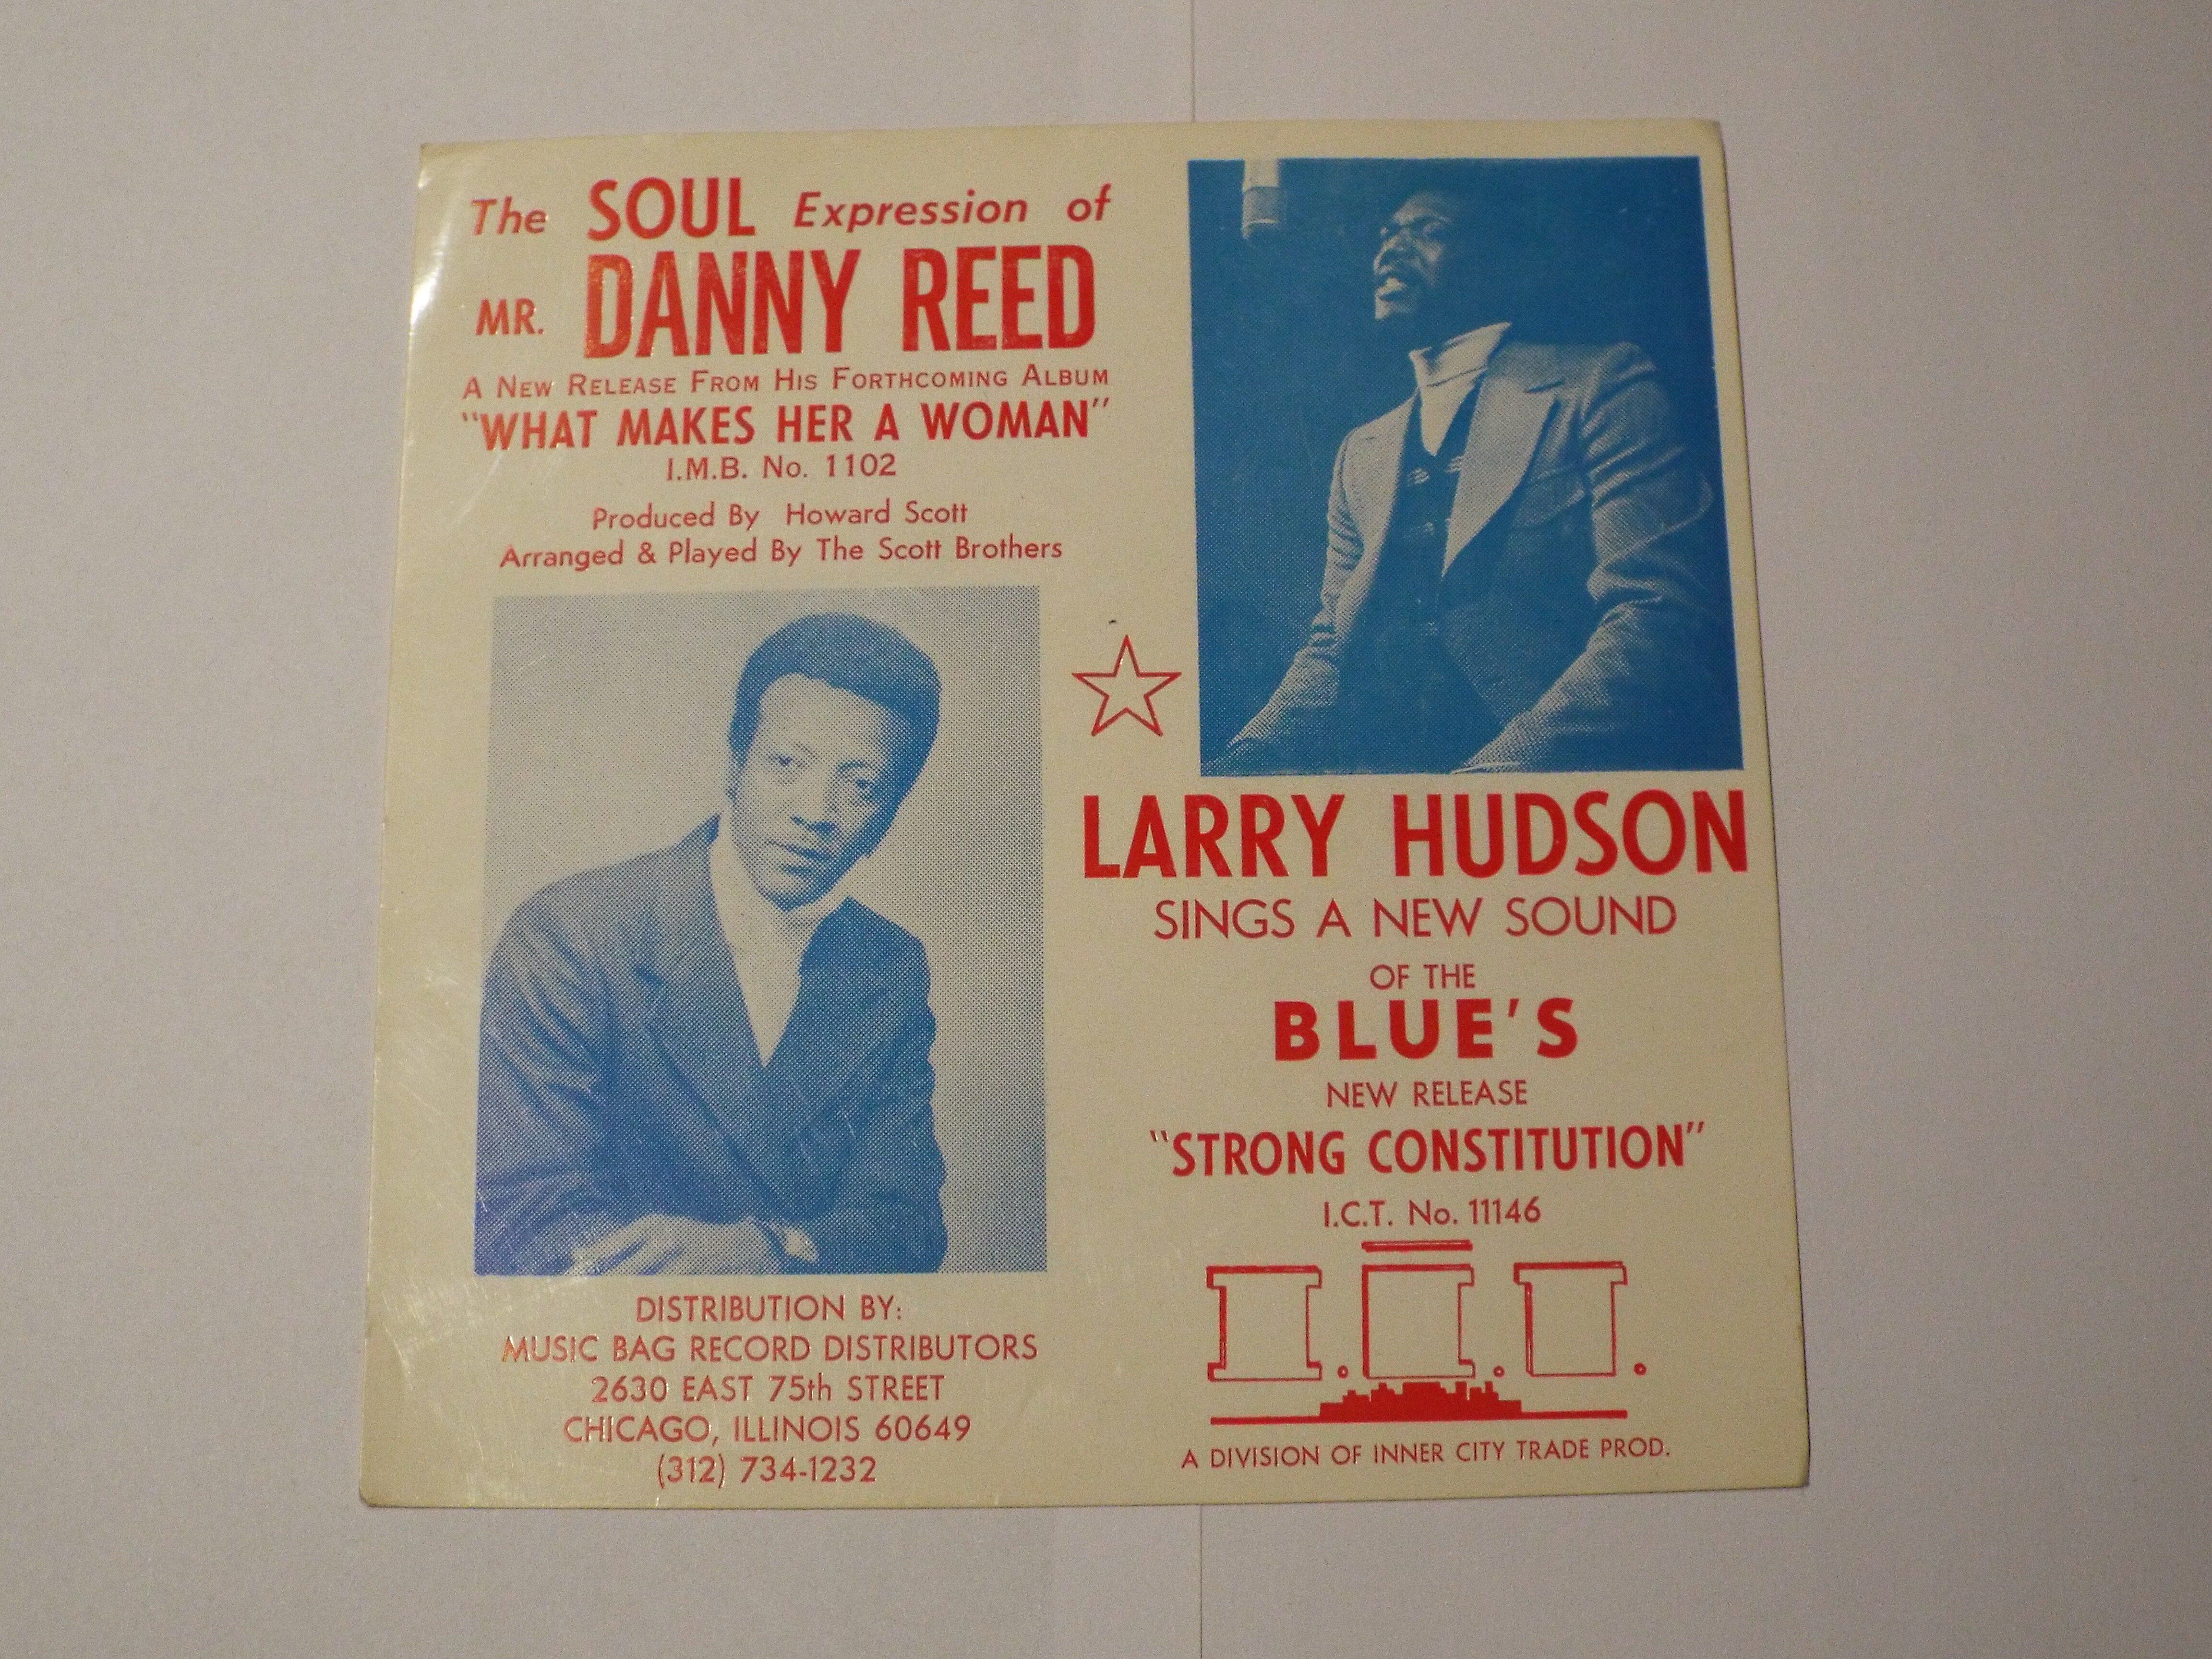 The SOUL Expression of
MR. DANNY REED
A NEW RELEASE FROM HIS FORTHCOMING ALBUM
"WHAT MAKES HER A WOMAN"
I.M.B. No. 1102
Produced By Howard Scott
Arranged & Played By The Scott Brothers
DISTRIBUTION BY:
MUSIC BAG RECORD DISTRIBUTORS
2630 EAST 75th STREET
CHICAGO, ILLINOIS 60649
(312) 734-1232
LARRY HUDSON
SINGS A NEW SOUND
OF THE
BLUE'S
NEW RELEASE
"STRONG CONSTITUTION"
I.C.T. No. 11146
I.C.T.
A DIVISION OF INNER CITY TRADE PROD.